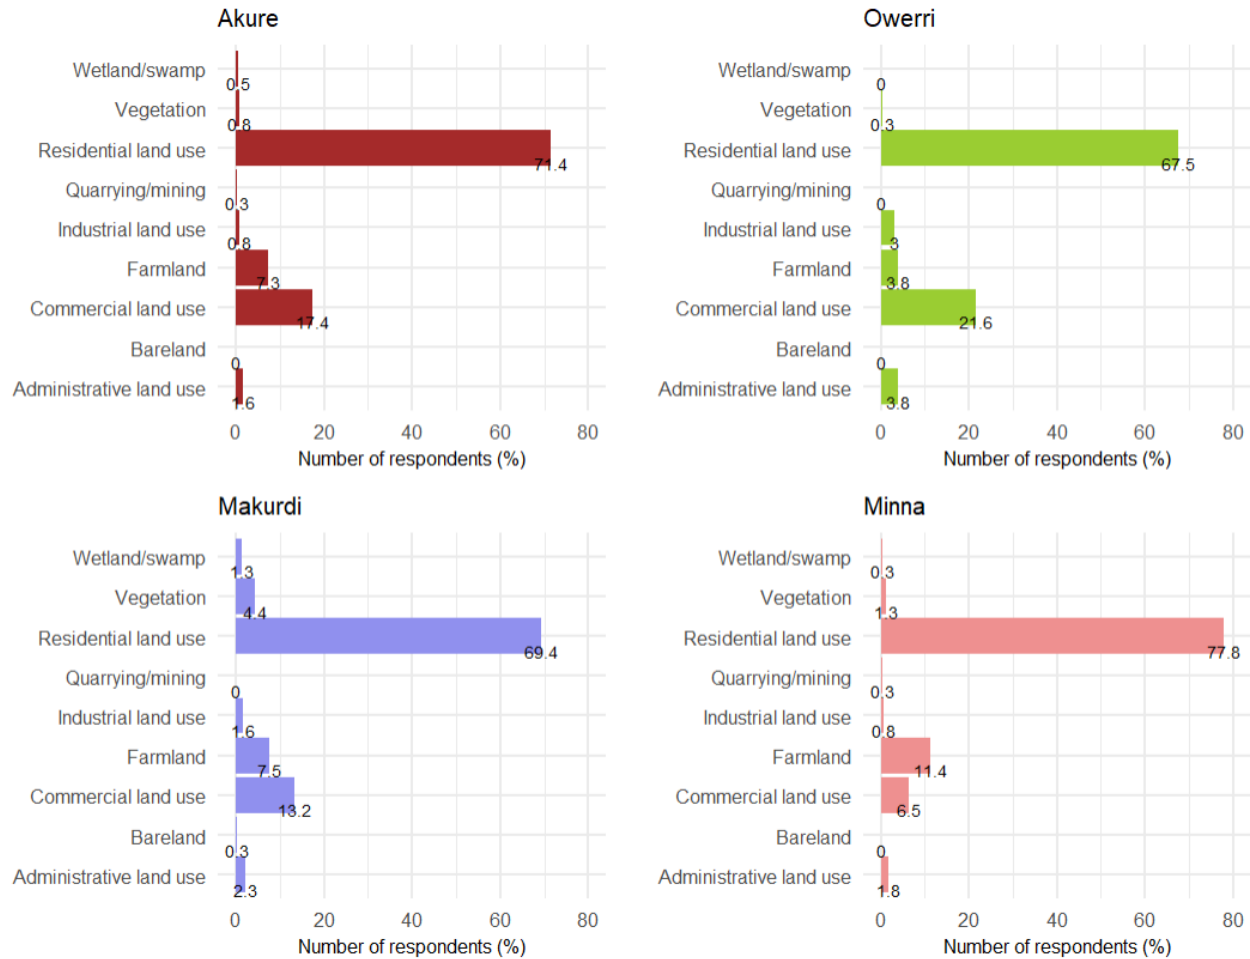 Akure
Wetland/swamp
0.5
Vegetation
0.8
Residential land use
71.4
Quarrying/mining
0.3
Industrial land use
0.8
Farmland
7.3
Commercial land use
17.4
Bareland
0
Administrative land use
1.6
0 20 40 60 80
Number of respondents (%)
Owerri
Wetland/swamp
0
Vegetation
0.3
Residential land use
67.5
Quarrying/mining
0
Industrial land use
3
Farmland
3.8
Commercial land use
21.6
Bareland
0
Administrative land use
3.8
0 20 40 60 80
Number of respondents (%)
Makurdi
Wetland/swamp
1.3
Vegetation
4.4
Residential land use
69.4
Quarrying/mining
0
Industrial land use
1.6
Farmland
7.5
Commercial land use
13.2
Bareland
0.3
Administrative land use
2.3
0 20 40 60 80
Number of respondents (%)
Minna
Wetland/swamp
0.3
Vegetation
1.3
Residential land use
77.8
Quarrying/mining
0.3
Industrial land use
0.8
Farmland
11.4
Commercial land use
6.5
Bareland
0
Administrative land use
1.8
0 20 40 60 80
Number of respondents (%)